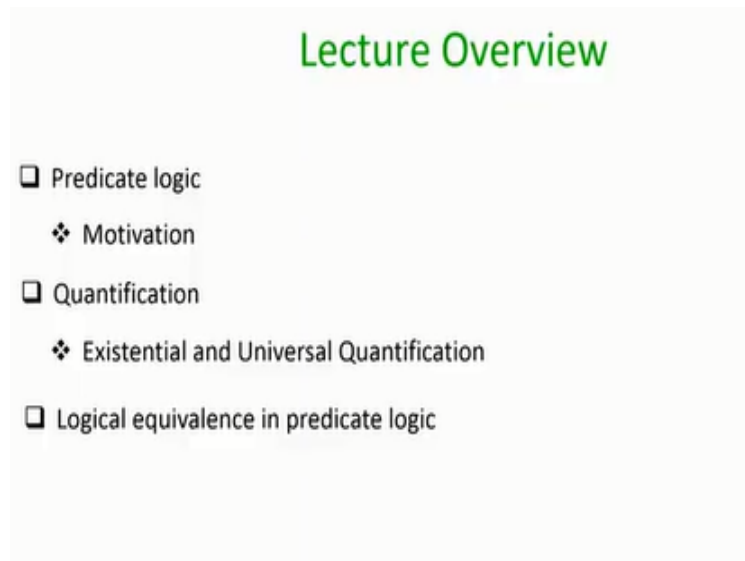 Lecture Overview
Predicate logic
Motivation
Quantification
Existential and Universal Quantification
Logical equivalence in predicate logic